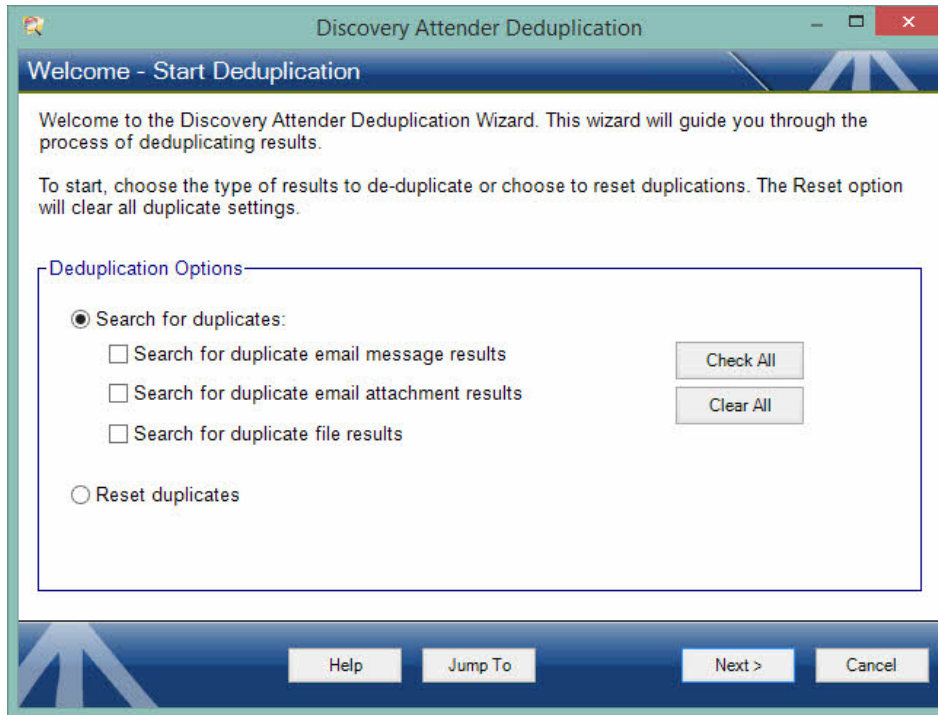 Discovery Attender Deduplication
Welcome - Start Deduplication
Welcome to the Discovery Attender Deduplication Wizard. This wizard will guide you through the
process of deduplicating results.
To start, choose the type of results to de-duplicate or choose to reset duplications. The Reset option
will clear all duplicate settings.
Deduplication Options
Search for duplicates:
Search for duplicate email message results
Check All
Search for duplicate email attachment results
Clear All
Search for duplicate file results
Reset duplicates
Help Jump To Next > Cancel